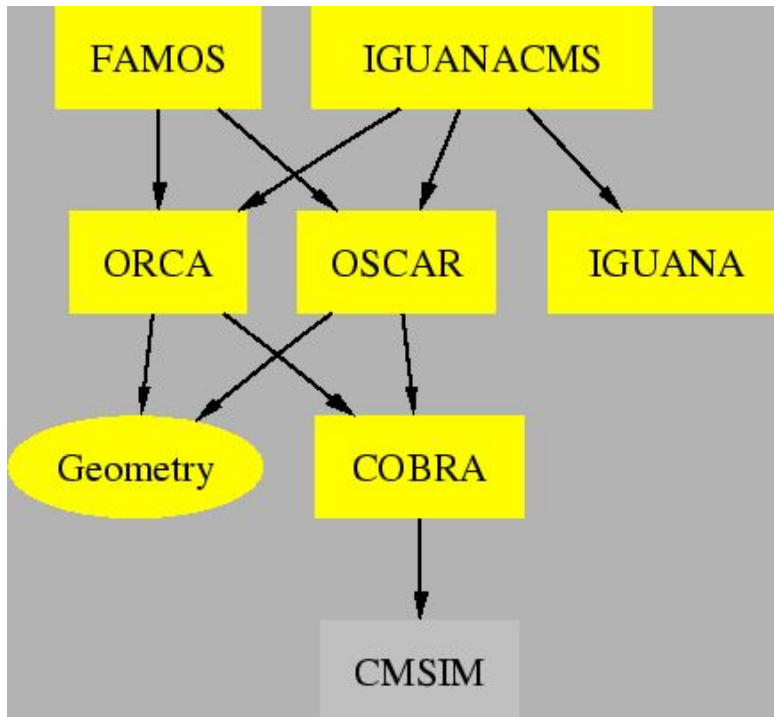 FAMOS
IGUANACMS
ORCA
OSCAR
IGUANA
Geometry
COBRA
CMSIM